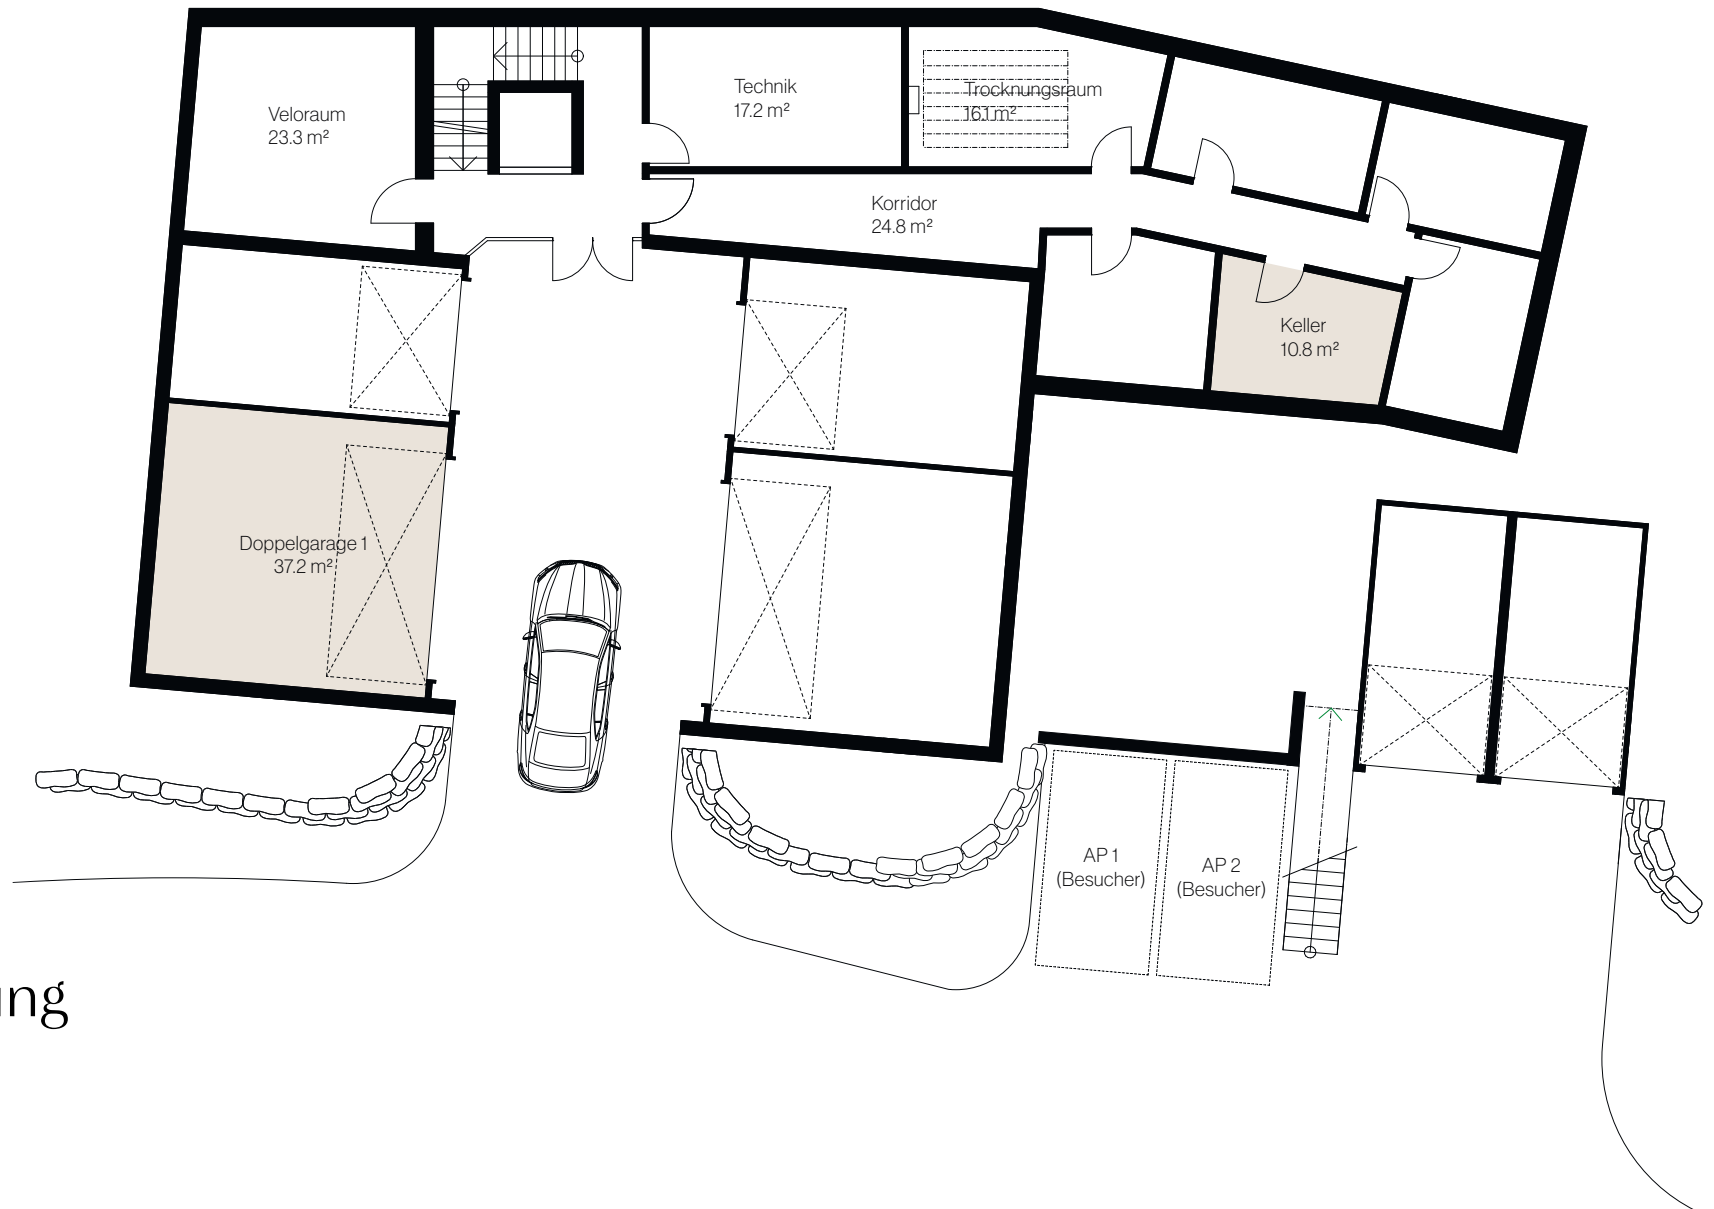 Veloraum
23.3 m²
Technik
17.2 m²
Trocknungsraum
16.1 m²
Korridor
24.8 m²
Keller
10.8 m²
Doppelgarage 1
37.2 m²
AP 1
(Besucher)
AP 2
(Besucher)